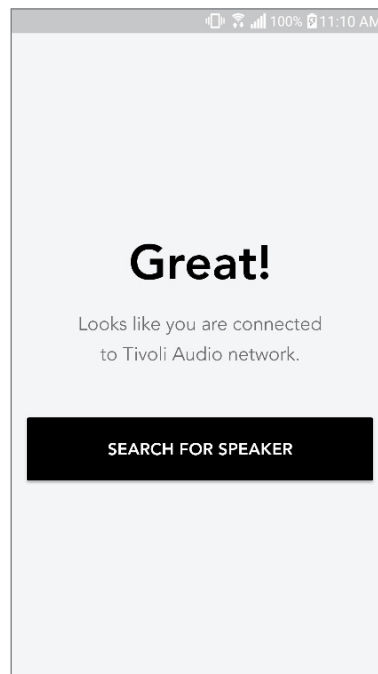 100% 11:10 AM
Great!
Looks like you are connected
to Tivoli Audio network.
SEARCH FOR SPEAKER